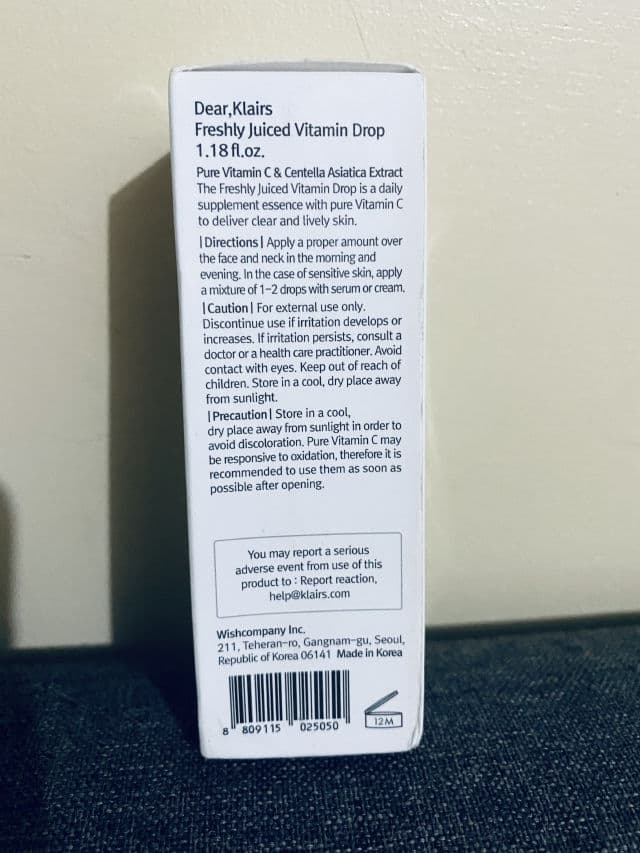 Dear,Klairs
Freshly Juiced Vitamin Drop
1.18 fl.oz.
Pure Vitamin C & Centella Asiatica Extract
The Freshly Juiced Vitamin Drop is a daily
supplement essence with pure Vitamin C
to deliver clear and lively skin.
|Directions| Apply a proper amount over
the face and neck in the morning and
evening. In the case of sensitive skin, apply
a mixture of 1-2 drops with serum or cream.
|Caution| For external use only.
Discontinue use if irritation develops or
increases. If irritation persists, consult a
doctor or a health care practitioner. Avoid
contact with eyes. Keep out of reach of
children. Store in a cool, dry place away
from sunlight.
|Precaution| Store in a cool,
dry place away from sunlight in order to
avoid discoloration. Pure Vitamin C may
be responsive to oxidation, therefore it is
recommended to use them as soon as
possible after opening.
You may report a serious
adverse event from use of this
product to : Report reaction,
help@klairs.com
Wishcompany Inc.
211, Teheran-ro, Gangnam-gu, Seoul,
Republic of Korea 06141 Made in Korea
8 809115 025050
12M